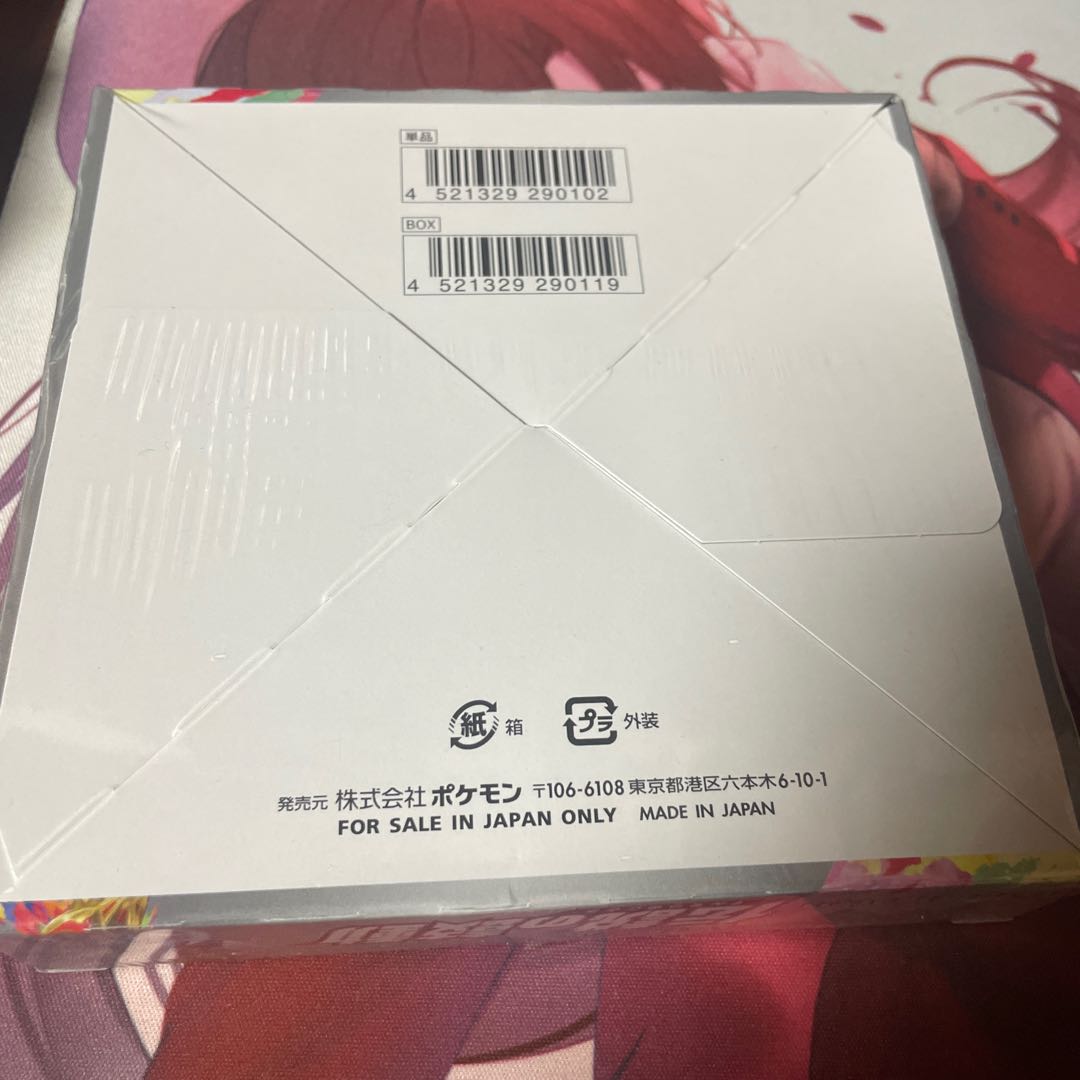 単品
4 521329 290102
BOX
4 521329 290119
紙 箱 プラ 外装
発売元 株式会社 ポケモン 〒106-6108 東京都港区六本木6-10-1
FOR SALE IN JAPAN ONLY MADE IN JAPAN